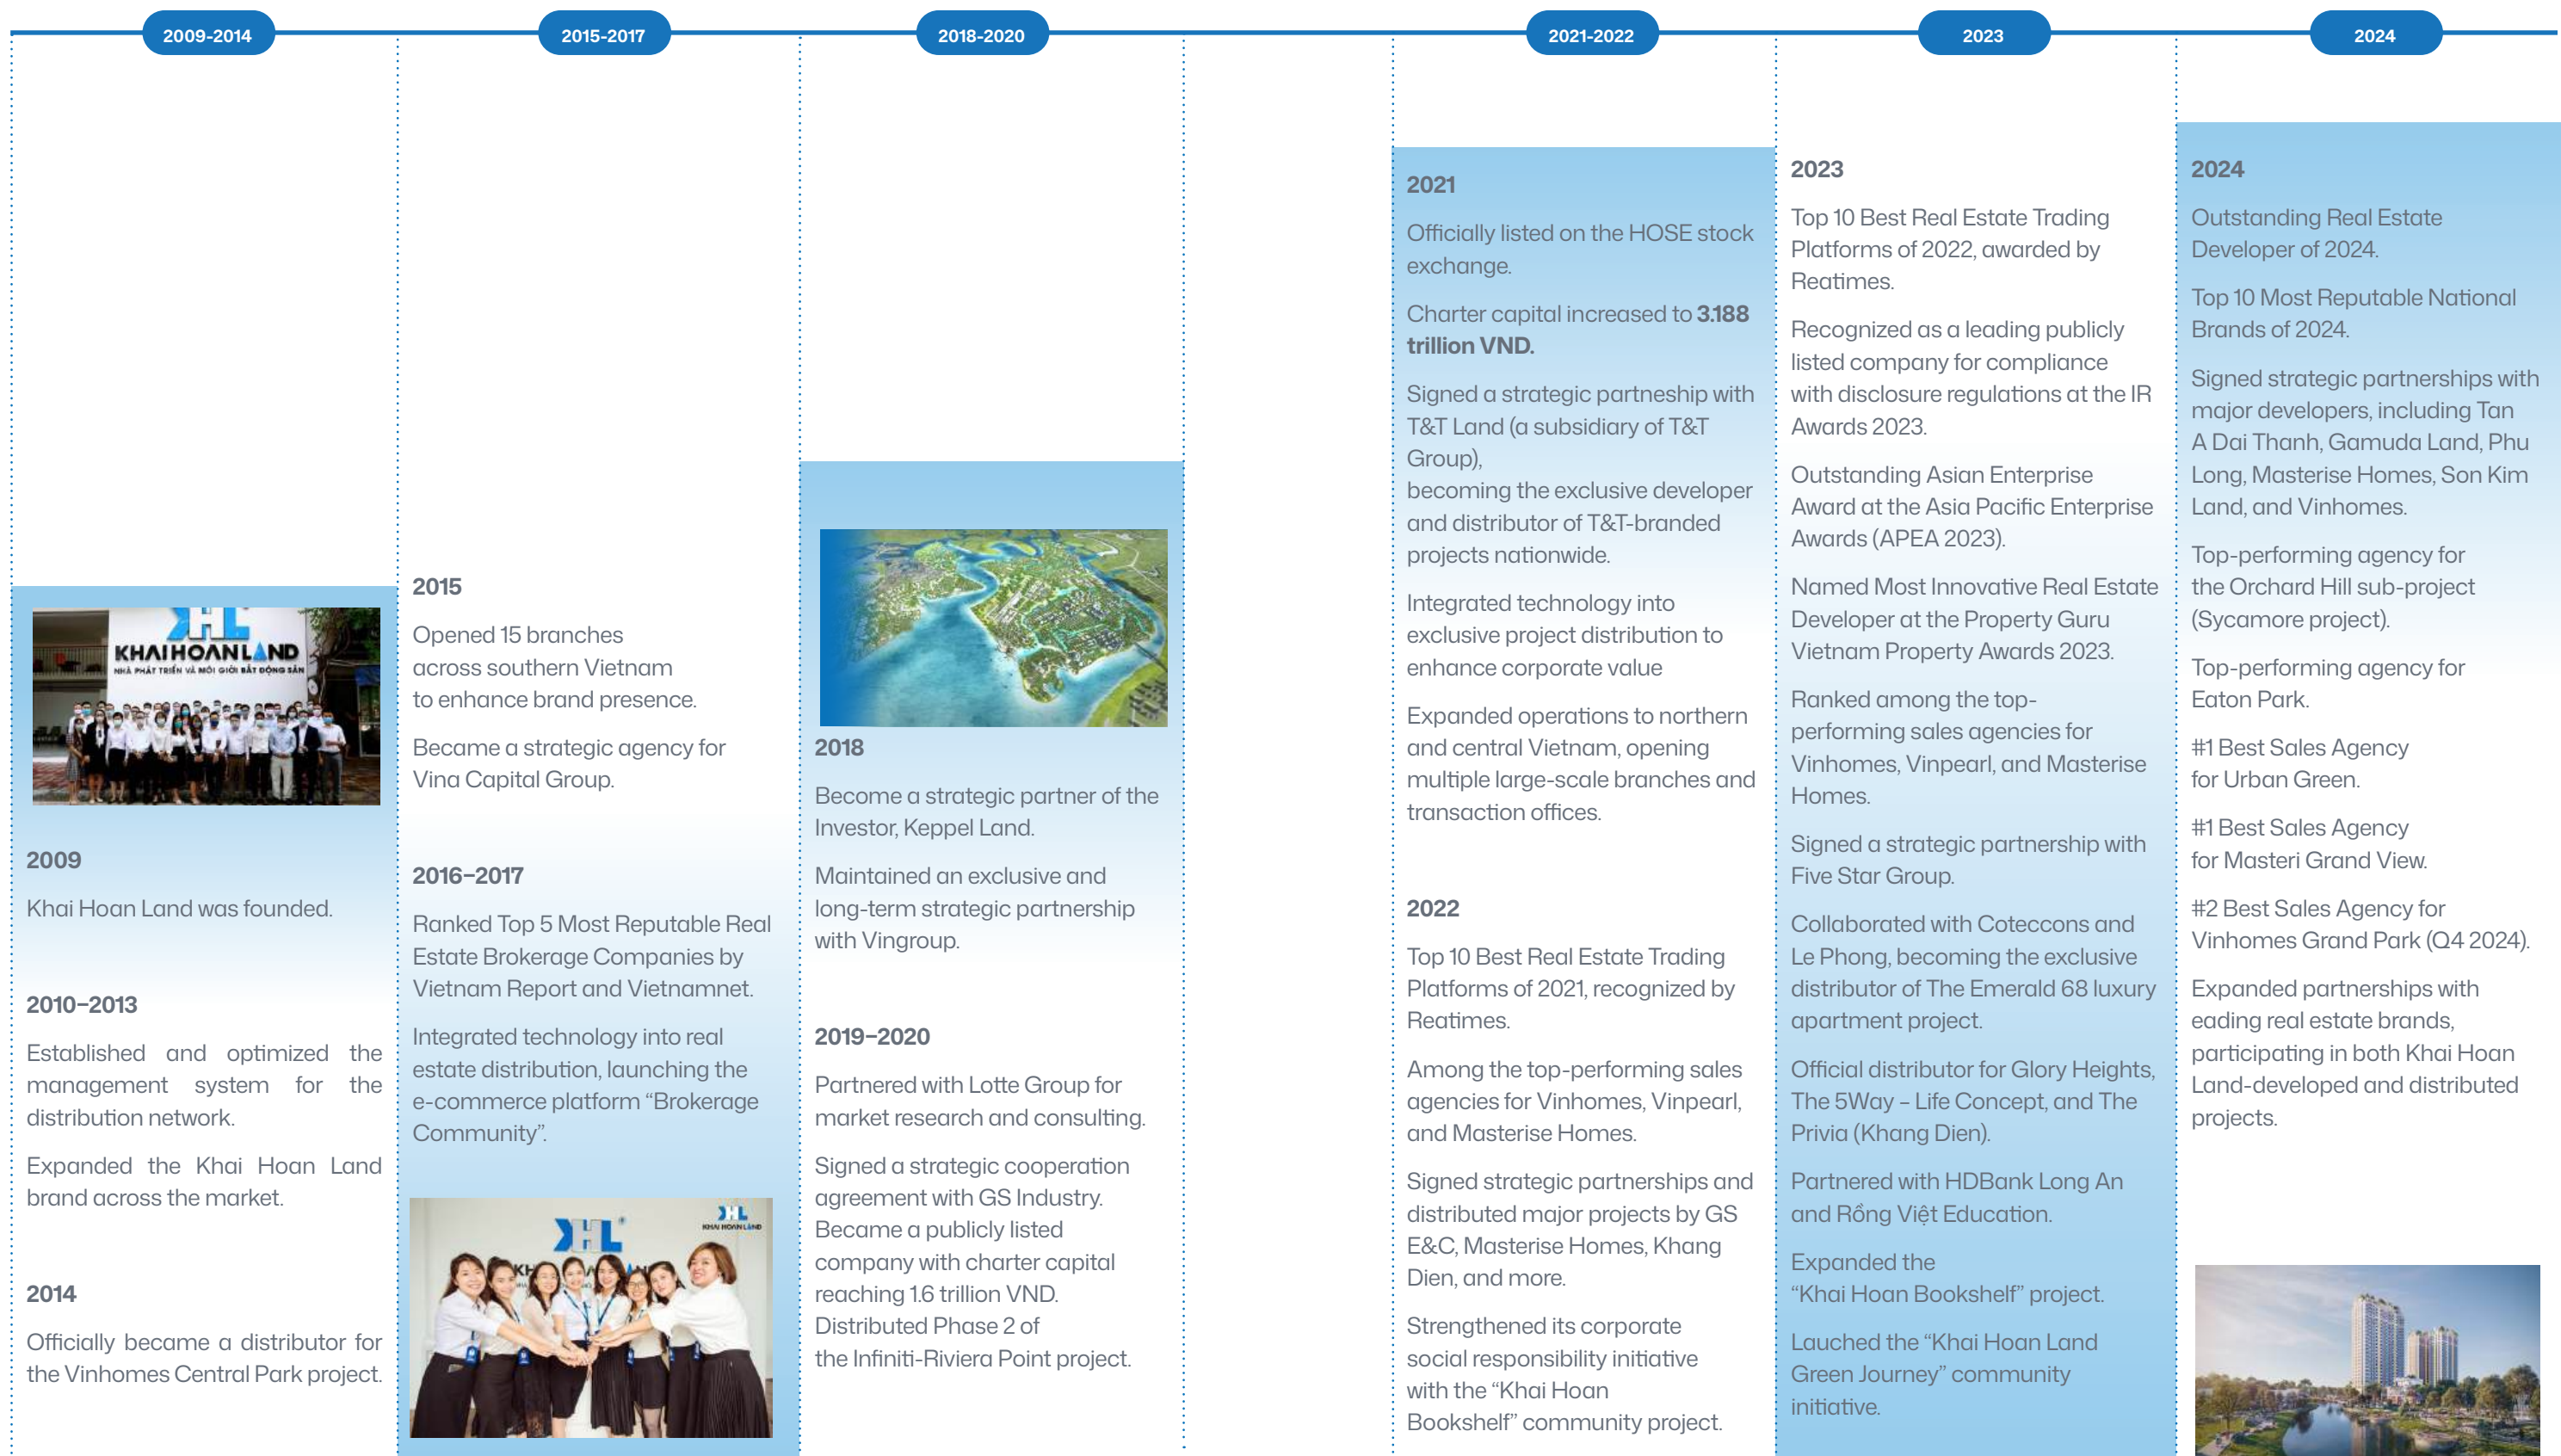 2009-2014
2015-2017
2018-2020
2021-2022
2023
2024
KHAIHOANLAND
NHÀ PHÁT TRIỂN VÀ MÔI GIỚI BẤT ĐỘNG SẢN
2009
Khai Hoan Land was founded.
2010–2013
Established and optimized the
management system for the
distribution network.
Expanded the Khai Hoan Land
brand across the market.
2014
Officially became a distributor for
the Vinhomes Central Park project.
2015
Opened 15 branches
across southern Vietnam
to enhance brand presence.
Became a strategic agency for
Vina Capital Group.
2016–2017
Ranked Top 5 Most Reputable Real
Estate Brokerage Companies by
Vietnam Report and Vietnamnet.
Integrated technology into real
estate distribution, launching the
e-commerce platform “Brokerage
Community”.
KHL
KHAI HOAN LAND
2018
Become a strategic partner of the
Investor, Keppel Land.
Maintained an exclusive and
long-term strategic partnership
with Vingroup.
2019–2020
Partnered with Lotte Group for
market research and consulting.
Signed a strategic cooperation
agreement with GS Industry.
Became a publicly listed
company with charter capital
reaching 1.6 trillion VND.
Distributed Phase 2 of
the Infiniti-Riviera Point project.
2021
Officially listed on the HOSE stock
exchange.
Charter capital increased to 3.188
trillion VND.
Signed a strategic partneship with
T&T Land (a subsidiary of T&T
Group),
becoming the exclusive developer
and distributor of T&T-branded
projects nationwide.
Integrated technology into
exclusive project distribution to
enhance corporate value
Expanded operations to northern
and central Vietnam, opening
multiple large-scale branches and
transaction offices.
2022
Top 10 Best Real Estate Trading
Platforms of 2021, recognized by
Reatimes.
Among the top-performing sales
agencies for Vinhomes, Vinpearl,
and Masterise Homes.
Signed strategic partnerships and
distributed major projects by GS
E&C, Masterise Homes, Khang
Dien, and more.
Strengthened its corporate
social responsibility initiative
with the “Khai Hoan
Bookshelf” community project.
2023
Top 10 Best Real Estate Trading
Platforms of 2022, awarded by
Reatimes.
Recognized as a leading publicly
listed company for compliance
with disclosure regulations at the IR
Awards 2023.
Outstanding Asian Enterprise
Award at the Asia Pacific Enterprise
Awards (APEA 2023).
Named Most Innovative Real Estate
Developer at the Property Guru
Vietnam Property Awards 2023.
Ranked among the top-
performing sales agencies for
Vinhomes, Vinpearl, and Masterise
Homes.
Signed a strategic partnership with
Five Star Group.
Collaborated with Coteccons and
Le Phong, becoming the exclusive
distributor of The Emerald 68 luxury
apartment project.
Official distributor for Glory Heights,
The 5Way – Life Concept, and The
Privia (Khang Dien).
Partnered with HDBank Long An
and Rồng Việt Education.
Expanded the
“Khai Hoan Bookshelf” project.
Lauched the “Khai Hoan Land
Green Journey” community
initiative.
2024
Outstanding Real Estate
Developer of 2024.
Top 10 Most Reputable National
Brands of 2024.
Signed strategic partnerships with
major developers, including Tan
A Dai Thanh, Gamuda Land, Phu
Long, Masterise Homes, Son Kim
Land, and Vinhomes.
Top-performing agency for
the Orchard Hill sub-project
(Sycamore project).
Top-performing agency for
Eaton Park.
#1 Best Sales Agency
for Urban Green.
#1 Best Sales Agency
for Masteri Grand View.
#2 Best Sales Agency for
Vinhomes Grand Park (Q4 2024).
Expanded partnerships with
eading real estate brands,
participating in both Khai Hoan
Land-developed and distributed
projects.